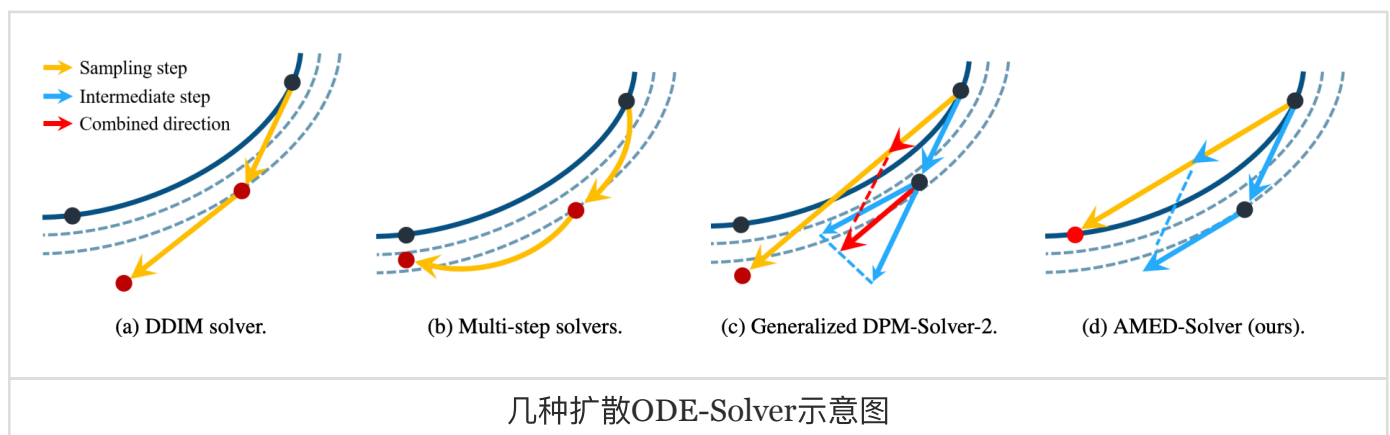 Sampling step
Intermediate step
Combined direction
(a) DDIM solver.
(b) Multi-step solvers.
(c) Generalized DPM-Solver-2.
(d) AMED-Solver (ours).
几种扩散ODE-Solver示意图